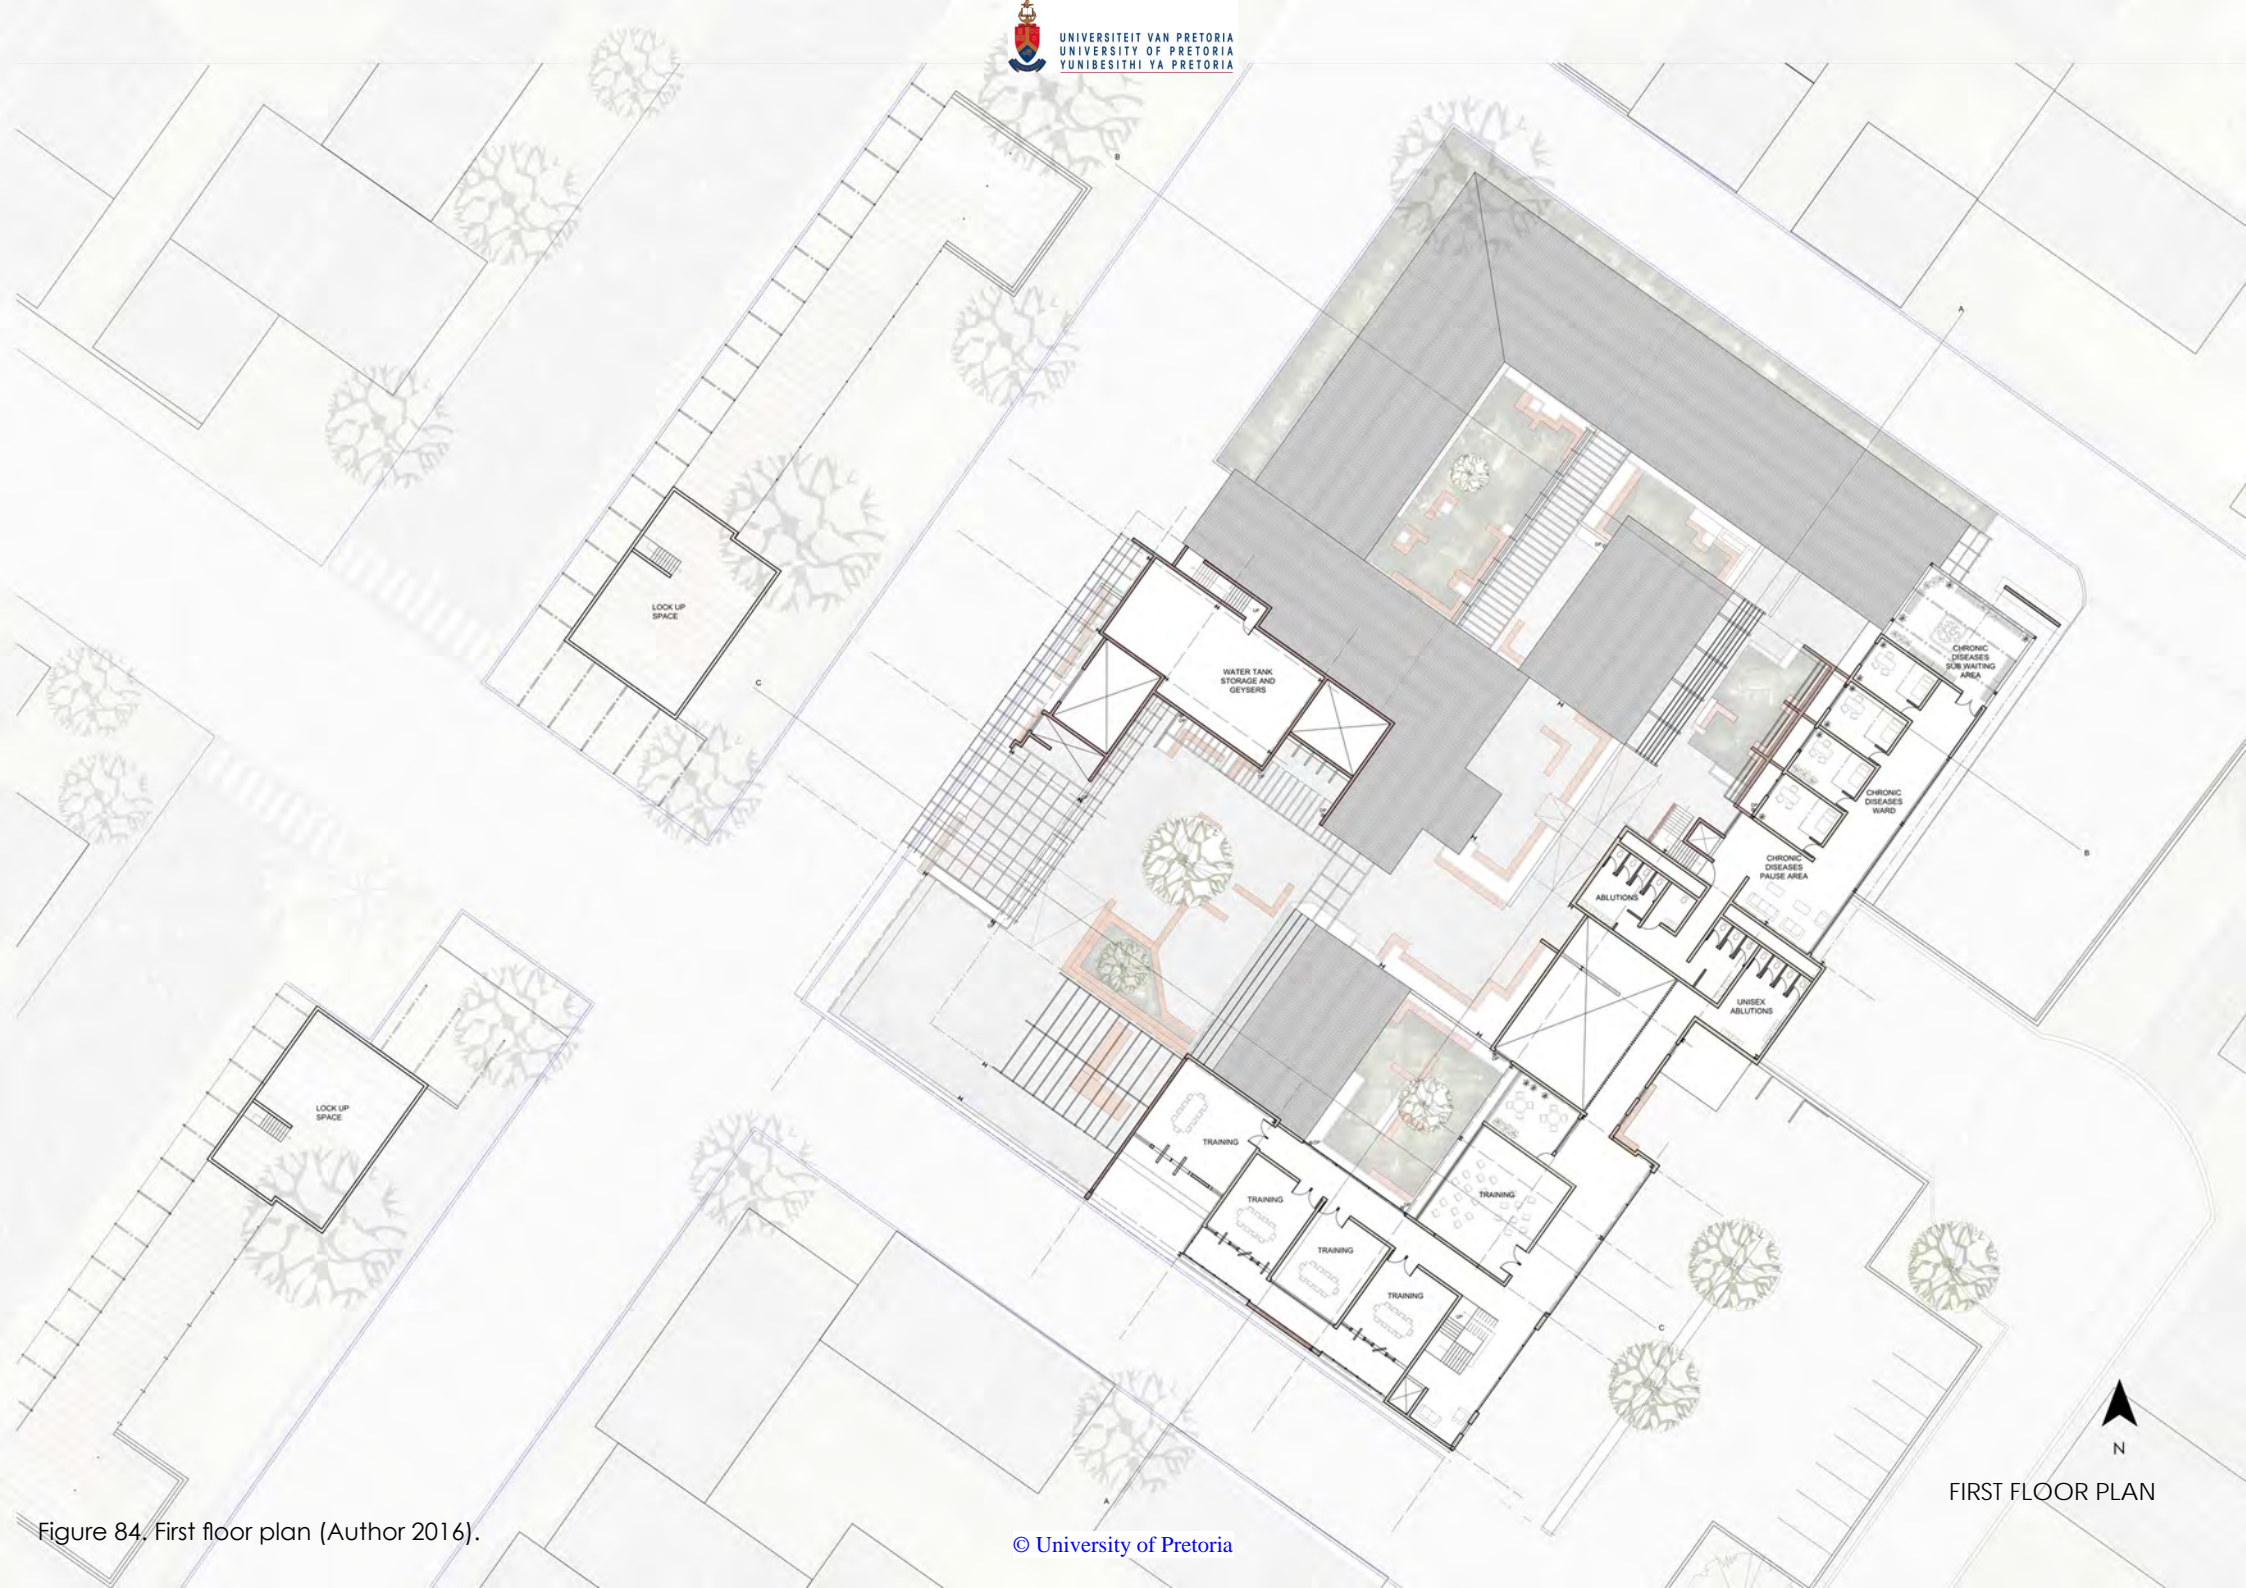 UNIVERSITEIT VAN PRETORIA
UNIVERSITY OF PRETORIA
YUNIBESITHI YA PRETORIA
B
A
LOCK UP
SPACE
UP
WATER TANK
STORAGE AND
GEYSERS
C
CHRONIC
DISEASES
SUB WAITING
AREA
CHRONIC
DISEASES
WARD
B
CHRONIC
DISEASES
PAUSE AREA
ABLUTIONS
UNISEX
ABLUTIONS
LOCK UP
SPACE
TRAINING
TRAINING
TRAINING
TRAINING
TRAINING
C
A
N
FIRST FLOOR PLAN
Figure 84. First floor plan (Author 2016).
© University of Pretoria